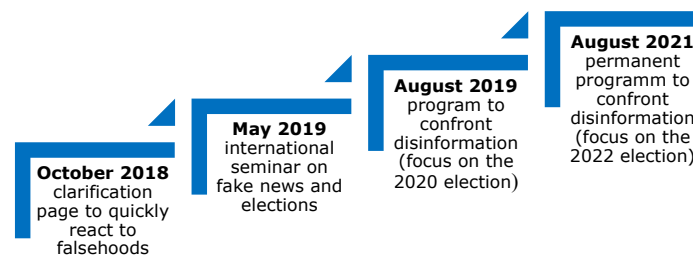 October 2018
clarification
page to quickly
react to
falsehoods
May 2019
international
seminar on
fake news and
elections
August 2019
program to
confront
disinformation
(focus on the
2020 election)
August 2021
permanent
programm to
confront
disinformation
(focus on the
2022 election)